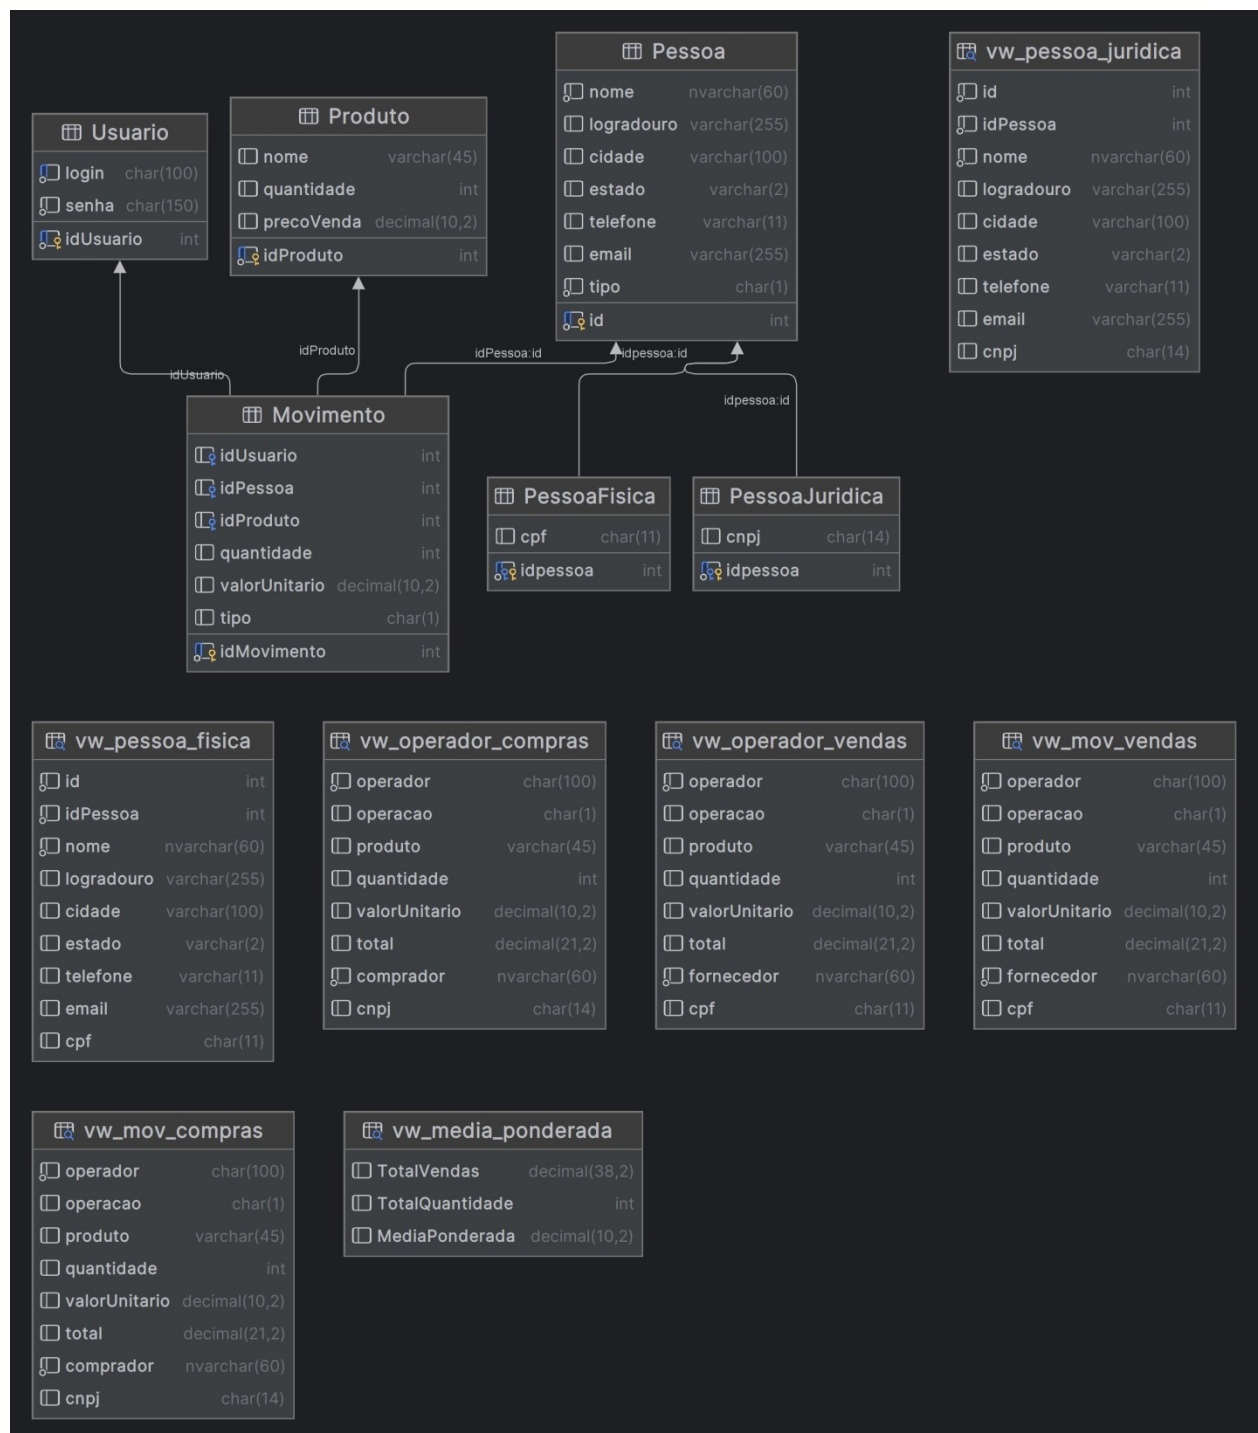 Usuario
login char(100)
senha char(150)
idUsuario int
Produto
nome varchar(45)
quantidade int
precoVenda decimal(10,2)
idProduto int
Pessoa
nome nvarchar(60)
logradouro varchar(255)
cidade varchar(100)
estado varchar(2)
telefone varchar(11)
email varchar(255)
tipo char(1)
id int
vw_pessoa_juridica
id int
idPessoa int
nome nvarchar(60)
logradouro varchar(255)
cidade varchar(100)
estado varchar(2)
telefone varchar(11)
email varchar(255)
cnpj char(14)
idUsuario
idProduto
idPessoa:id
idpessoa:id
idpessoa:id
Movimento
idUsuario int
idPessoa int
idProduto int
quantidade int
valorUnitario decimal(10,2)
tipo char(1)
idMovimento int
PessoaFisica
cpf char(11)
idpessoa int
PessoaJuridica
cnpj char(14)
idpessoa int
vw_pessoa_fisica
id int
idPessoa int
nome nvarchar(60)
logradouro varchar(255)
cidade varchar(100)
estado varchar(2)
telefone varchar(11)
email varchar(255)
cpf char(11)
vw_operador_compras
operador char(100)
operacao char(1)
produto varchar(45)
quantidade int
valorUnitario decimal(10,2)
total decimal(21,2)
comprador nvarchar(60)
cnpj char(14)
vw_operador_vendas
operador char(100)
operacao char(1)
produto varchar(45)
quantidade int
valorUnitario decimal(10,2)
total decimal(21,2)
fornecedor nvarchar(60)
cpf char(11)
vw_mov_vendas
operador char(100)
operacao char(1)
produto varchar(45)
quantidade int
valorUnitario decimal(10,2)
total decimal(21,2)
fornecedor nvarchar(60)
cpf char(11)
vw_mov_compras
operador char(100)
operacao char(1)
produto varchar(45)
quantidade int
valorUnitario decimal(10,2)
total decimal(21,2)
comprador nvarchar(60)
cnpj char(14)
vw_media_ponderada
TotalVendas decimal(38,2)
TotalQuantidade int
MediaPonderada decimal(10,2)